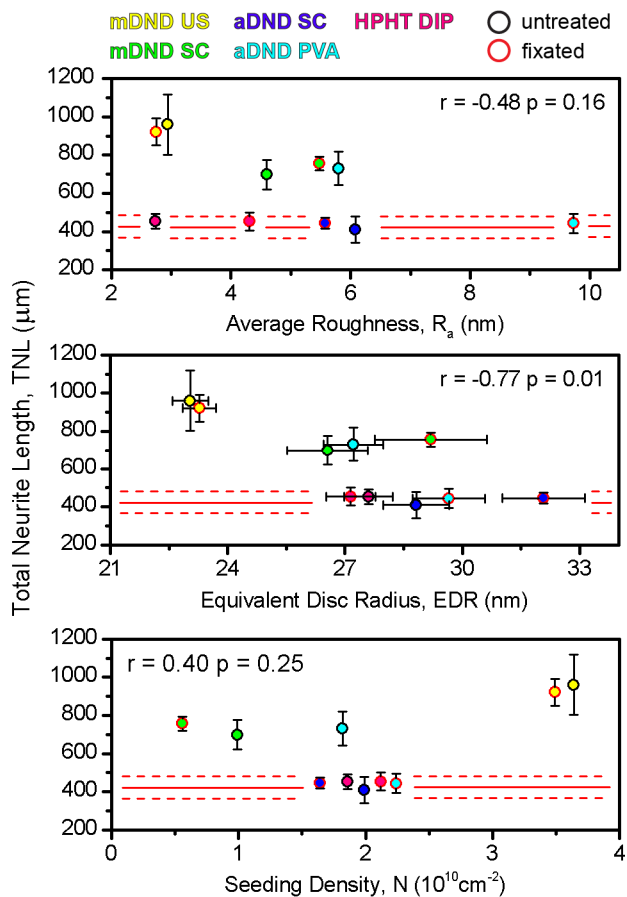 mDND US aDND SC HPHT DIP untreated
mDND SC aDND PVA fixated
Total Neurite Length, TNL (μm)
1200
1000
800
600
400
200
r = -0.48 p = 0.16
2 4 6 8 10
Average Roughness, Ra (nm)
1200
1000
800
600
400
200
r = -0.77 p = 0.01
21 24 27 30 33
Equivalent Disc Radius, EDR (nm)
1200
1000
800
600
400
200
r = 0.40 p = 0.25
0 1 2 3 4
Seeding Density, N (10¹⁰cm⁻²)